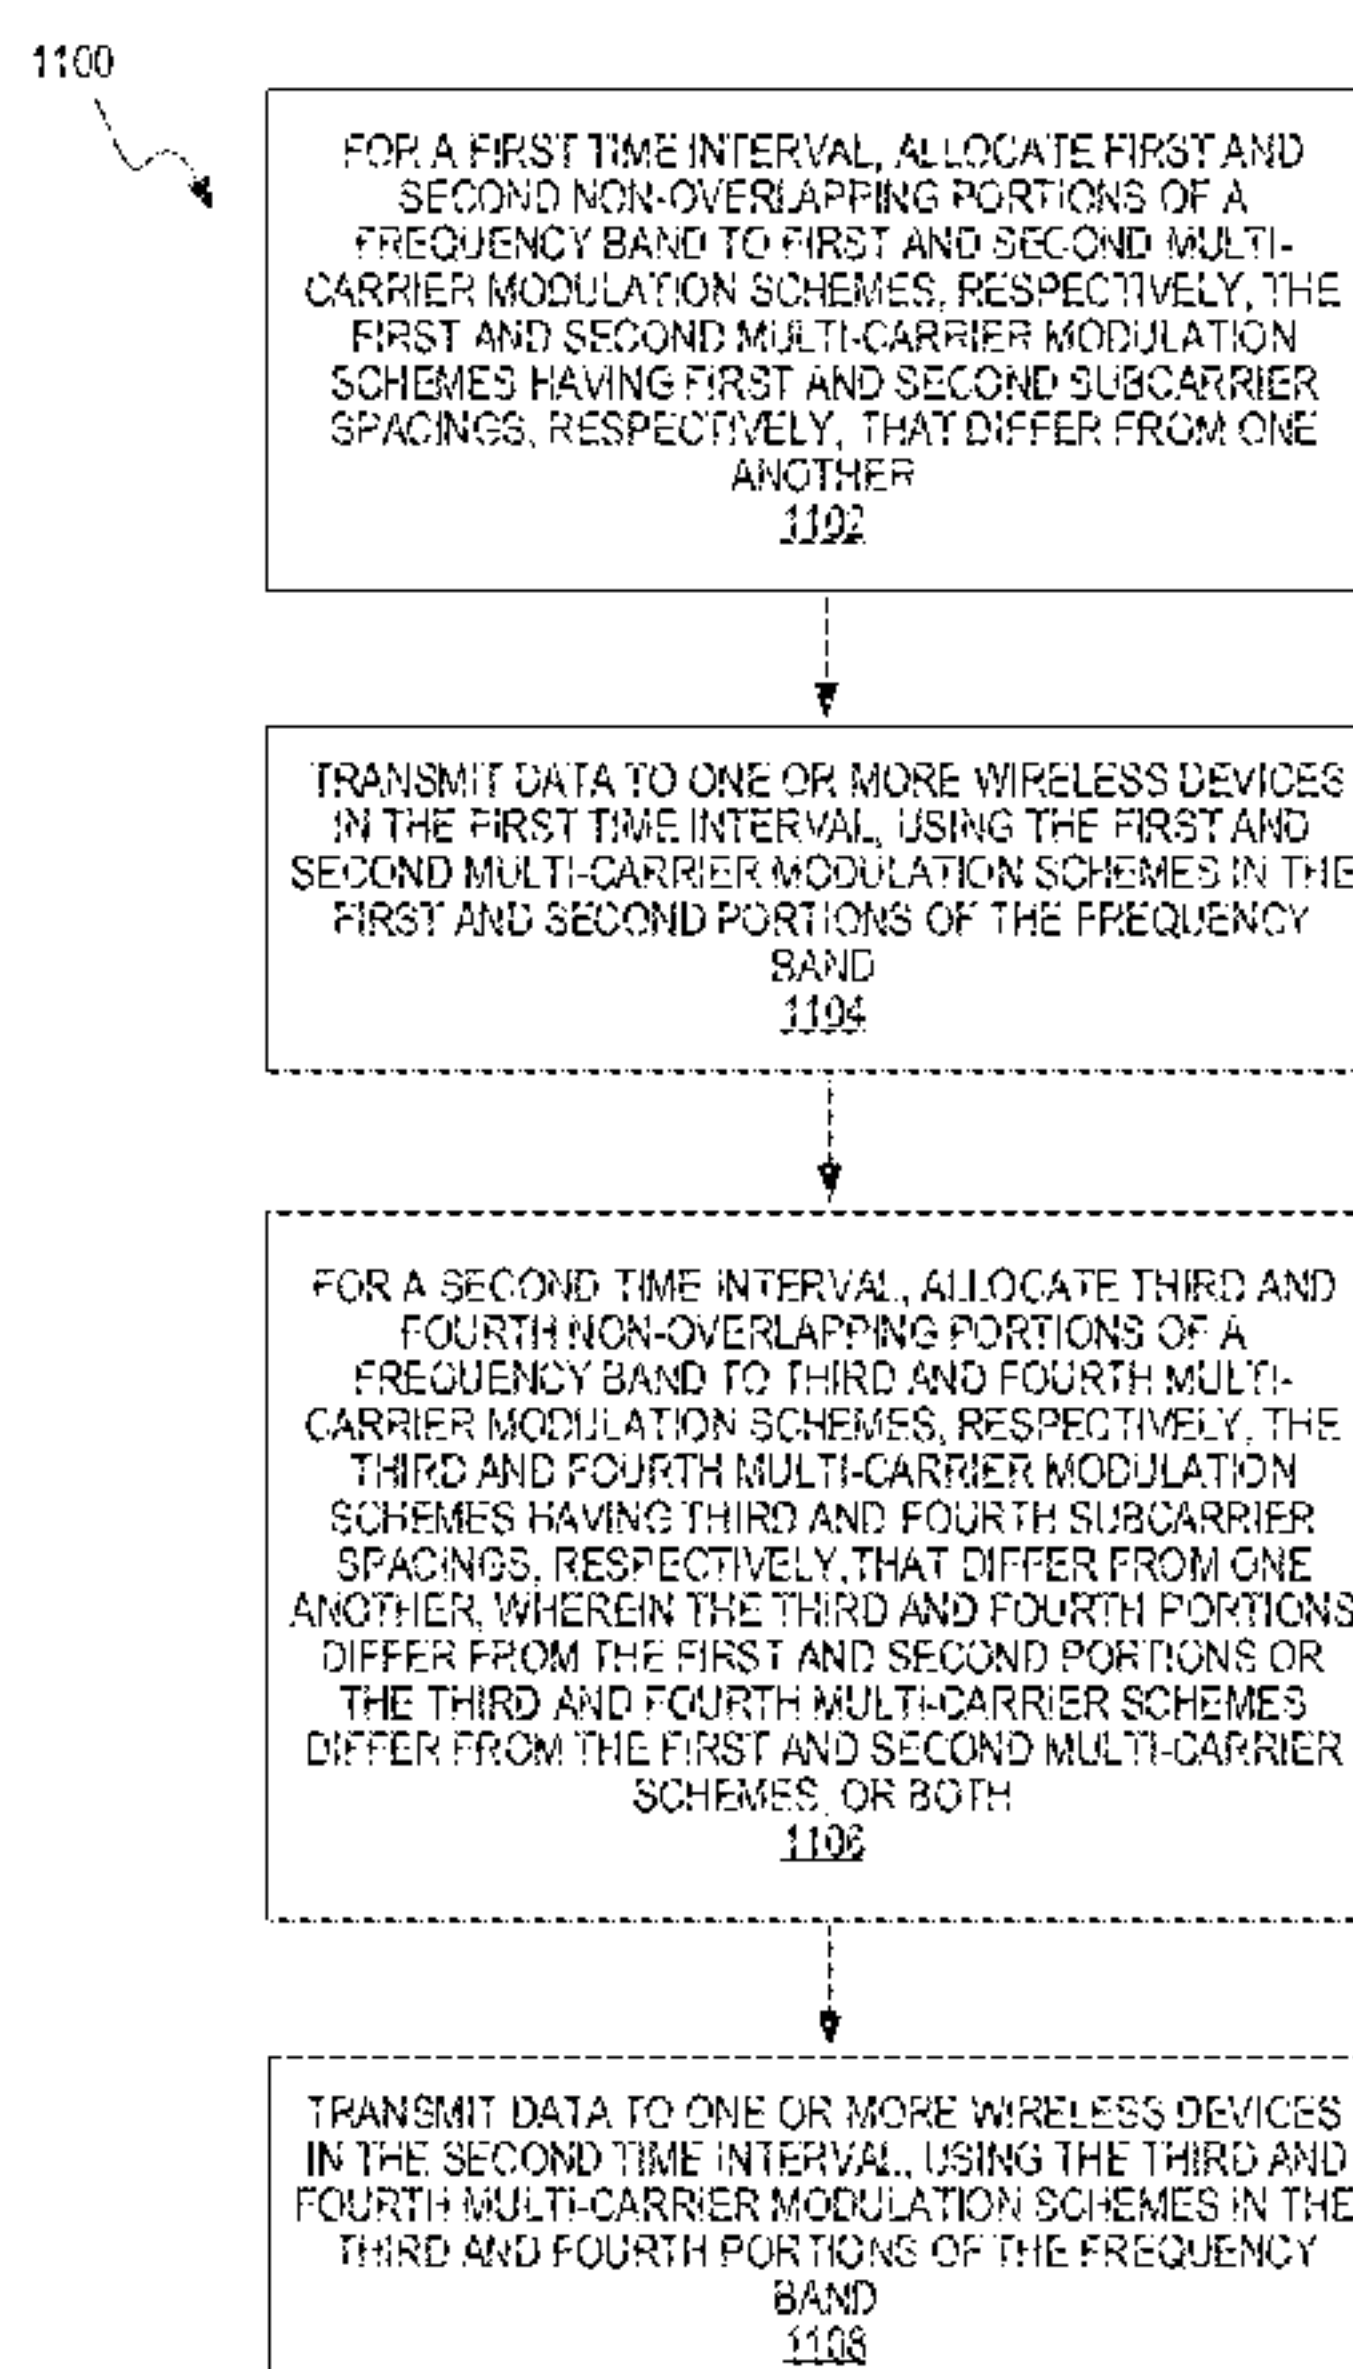 1100
FOR A FIRST TIME INTERVAL, ALLOCATE FIRST AND
SECOND NON-OVERLAPPING PORTIONS OF A
FREQUENCY BAND TO FIRST AND SECOND MULTI-
CARRIER MODULATION SCHEMES, RESPECTIVELY, THE
FIRST AND SECOND MULTI-CARRIER MODULATION
SCHEMES HAVING FIRST AND SECOND SUBCARRIER
SPACINGS, RESPECTIVELY, THAT DIFFER FROM ONE
ANOTHER
1102
TRANSMIT DATA TO ONE OR MORE WIRELESS DEVICES
IN THE FIRST TIME INTERVAL, USING THE FIRST AND
SECOND MULTI-CARRIER MODULATION SCHEMES IN THE
FIRST AND SECOND PORTIONS OF THE FREQUENCY
BAND
1104
FOR A SECOND TIME INTERVAL, ALLOCATE THIRD AND
FOURTH NON-OVERLAPPING PORTIONS OF A
FREQUENCY BAND TO THIRD AND FOURTH MULTI-
CARRIER MODULATION SCHEMES, RESPECTIVELY, THE
THIRD AND FOURTH MULTI-CARRIER MODULATION
SCHEMES HAVING THIRD AND FOURTH SUBCARRIER
SPACINGS, RESPECTIVELY, THAT DIFFER FROM ONE
ANOTHER, WHEREIN THE THIRD AND FOURTH PORTIONS
DIFFER FROM THE FIRST AND SECOND PORTIONS OR
THE THIRD AND FOURTH MULTI-CARRIER SCHEMES
DIFFER FROM THE FIRST AND SECOND MULTI-CARRIER
SCHEMES, OR BOTH
1106
TRANSMIT DATA TO ONE OR MORE WIRELESS DEVICES
IN THE SECOND TIME INTERVAL, USING THE THIRD AND
FOURTH MULTI-CARRIER MODULATION SCHEMES IN THE
THIRD AND FOURTH PORTIONS OF THE FREQUENCY
BAND
1108